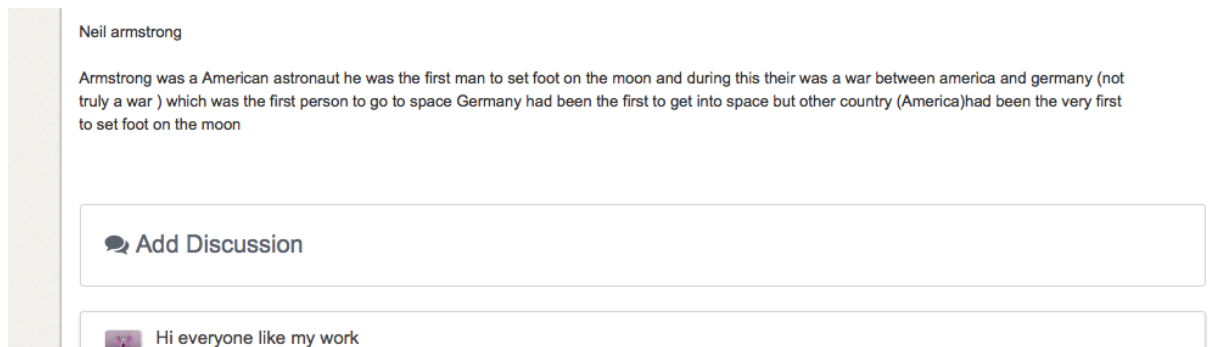 Neil armstrong
Armstrong was a American astronaut he was the first man to set foot on the moon and during this their was a war between america and germany (not
truly a war ) which was the first person to go to space Germany had been the first to get into space but other country (America)had been the very first
to set foot on the moon
Add Discussion
Hi everyone like my work